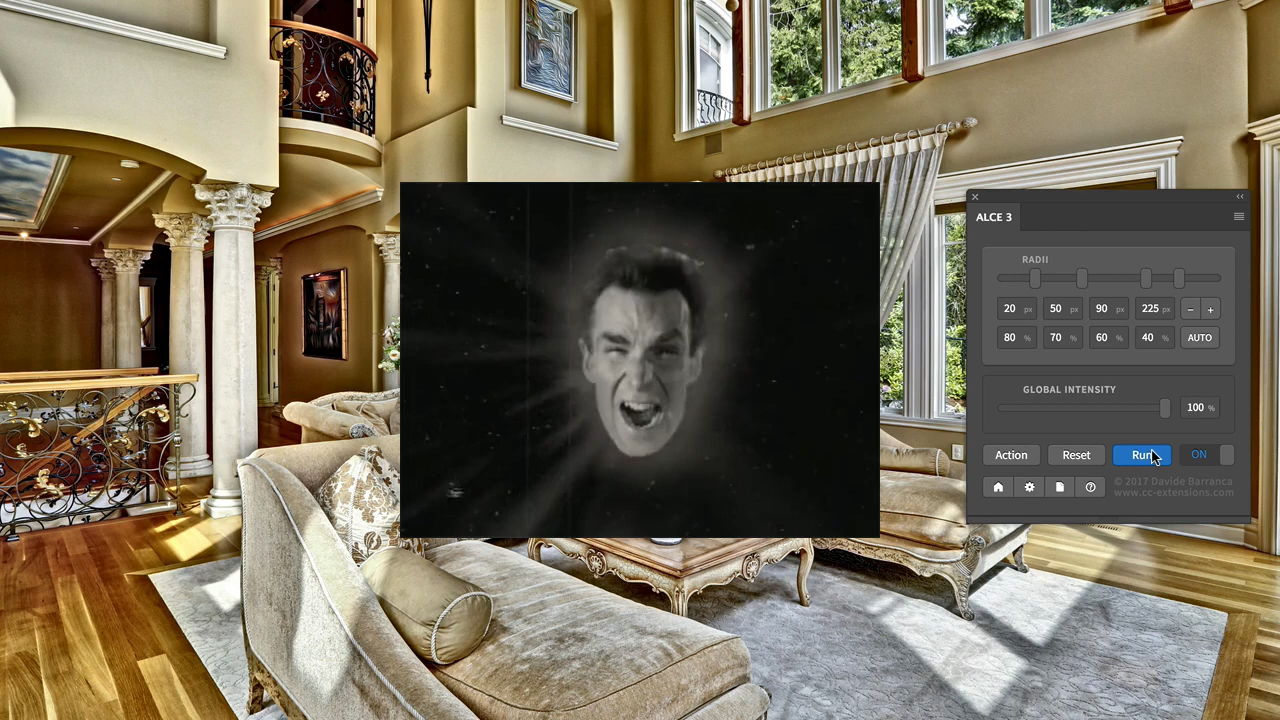 ALCE 3
RADII
20 px 50 px 90 px 225 px − +
80 % 70 % 60 % 40 % AUTO
GLOBAL INTENSITY
100 %
Action Reset Run ON
© 2017 Davide Barranca
www.cc-extensions.com